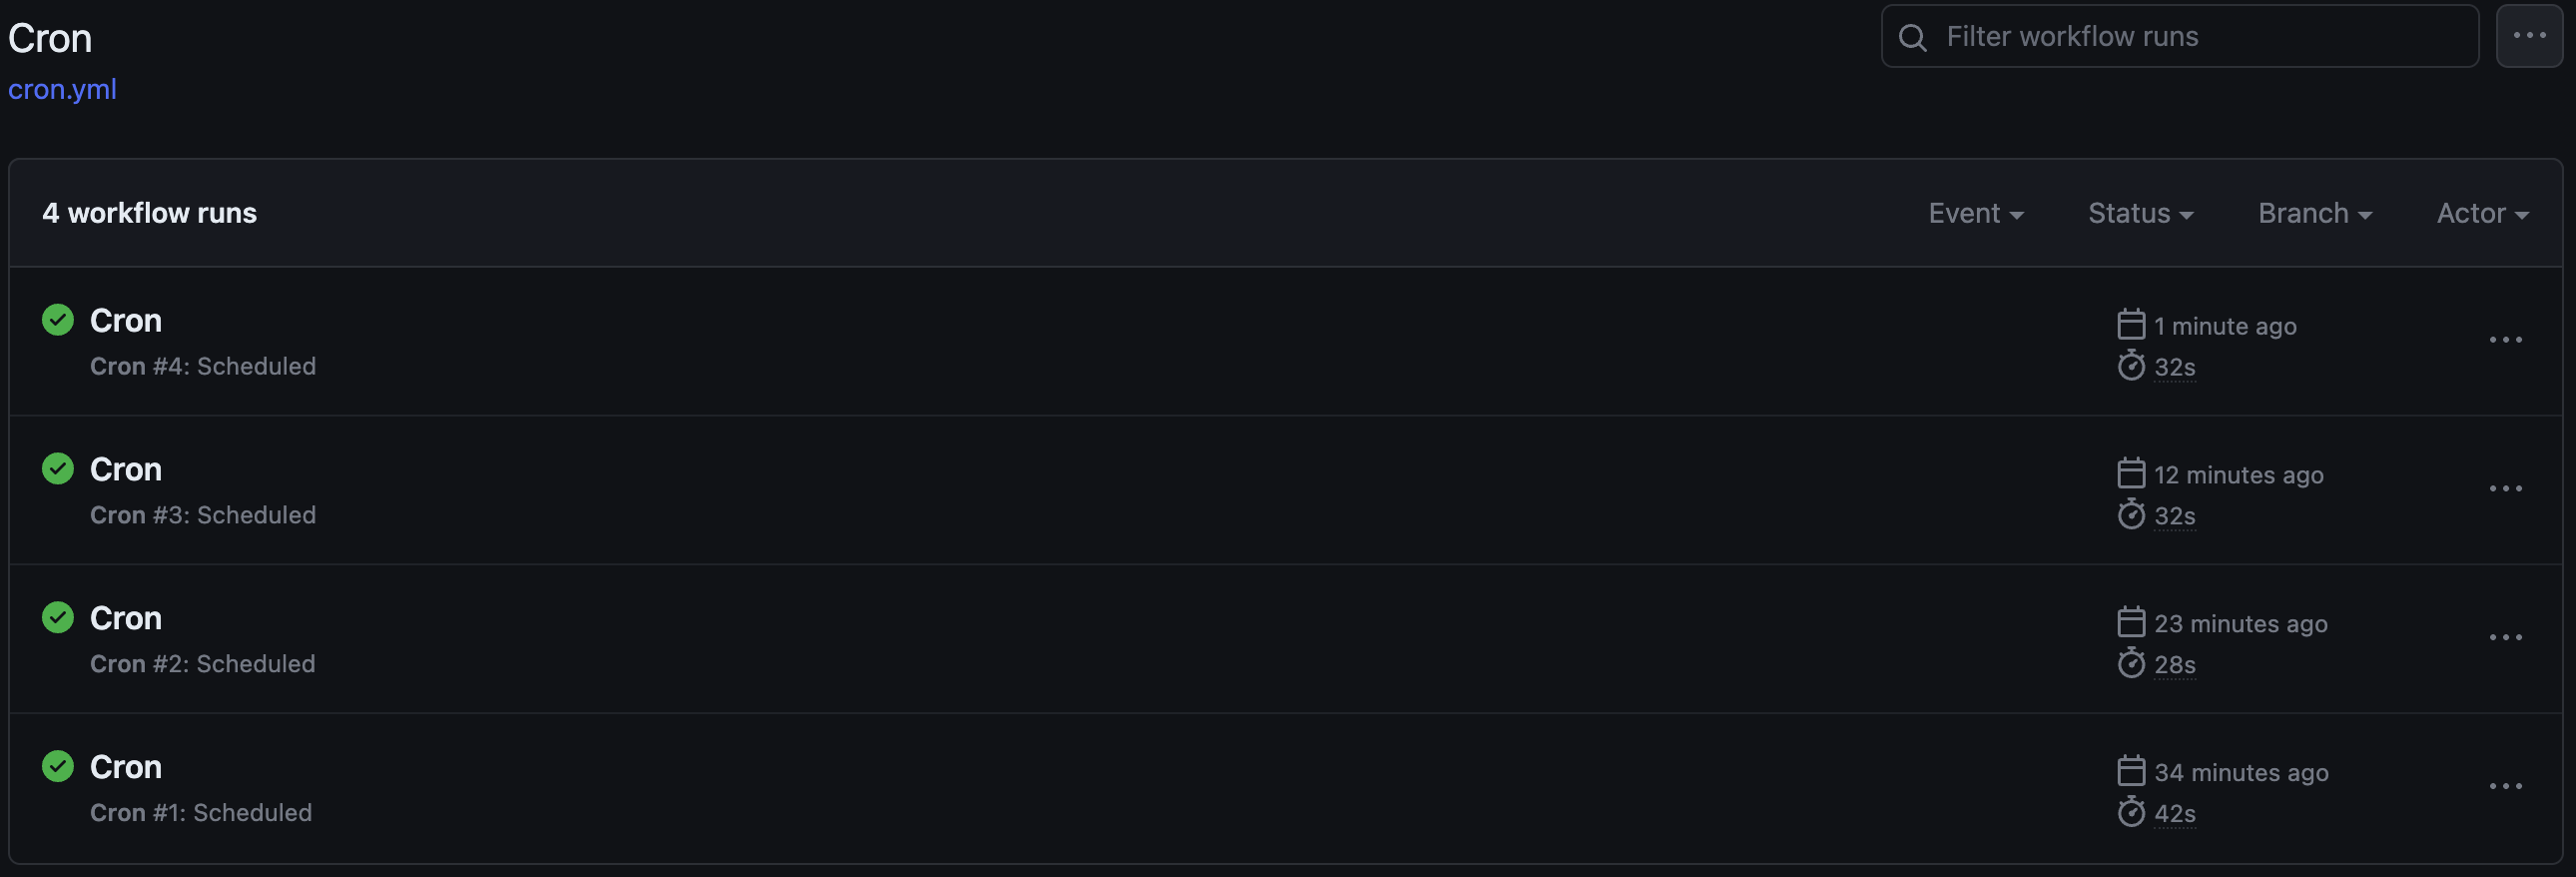 Cron
Filter workflow runs
cron.yml
4 workflow runs
Event
Status
Branch
Actor
Cron
Cron #4: Scheduled
1 minute ago
32s
Cron
Cron #3: Scheduled
12 minutes ago
32s
Cron
Cron #2: Scheduled
23 minutes ago
28s
Cron
Cron #1: Scheduled
34 minutes ago
42s